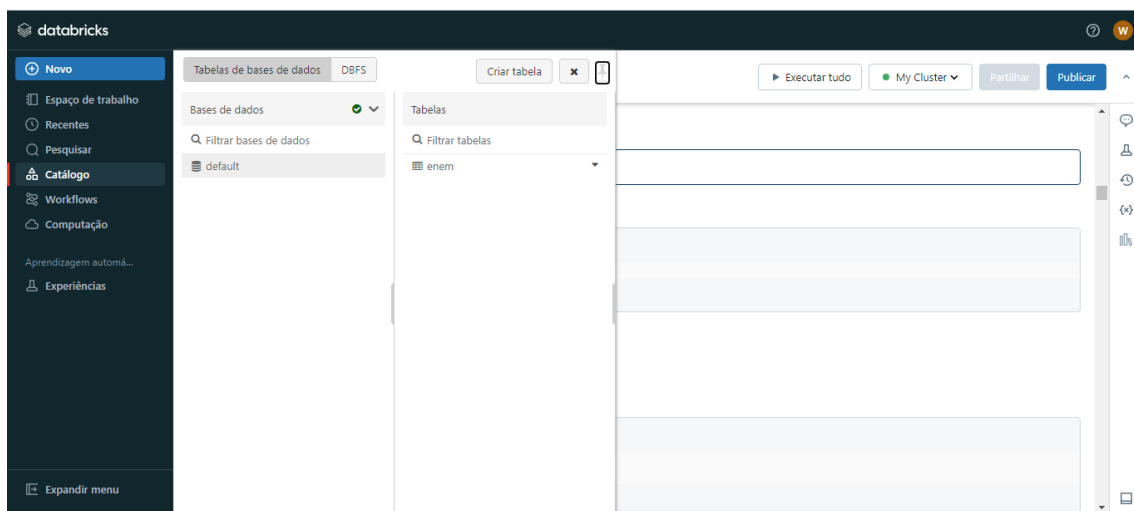 databricks
W
Novo
Espaço de trabalho
Recentes
Pesquisar
Catálogo
Workflows
Computação
Aprendizagem automá...
Experiências
Expandir menu
Tabelas de bases de dados DBFS
Criar tabela
Bases de dados
Filtrar bases de dados
default
Tabelas
Filtrar tabelas
enem
Executar tudo My Cluster Partilhar Publicar